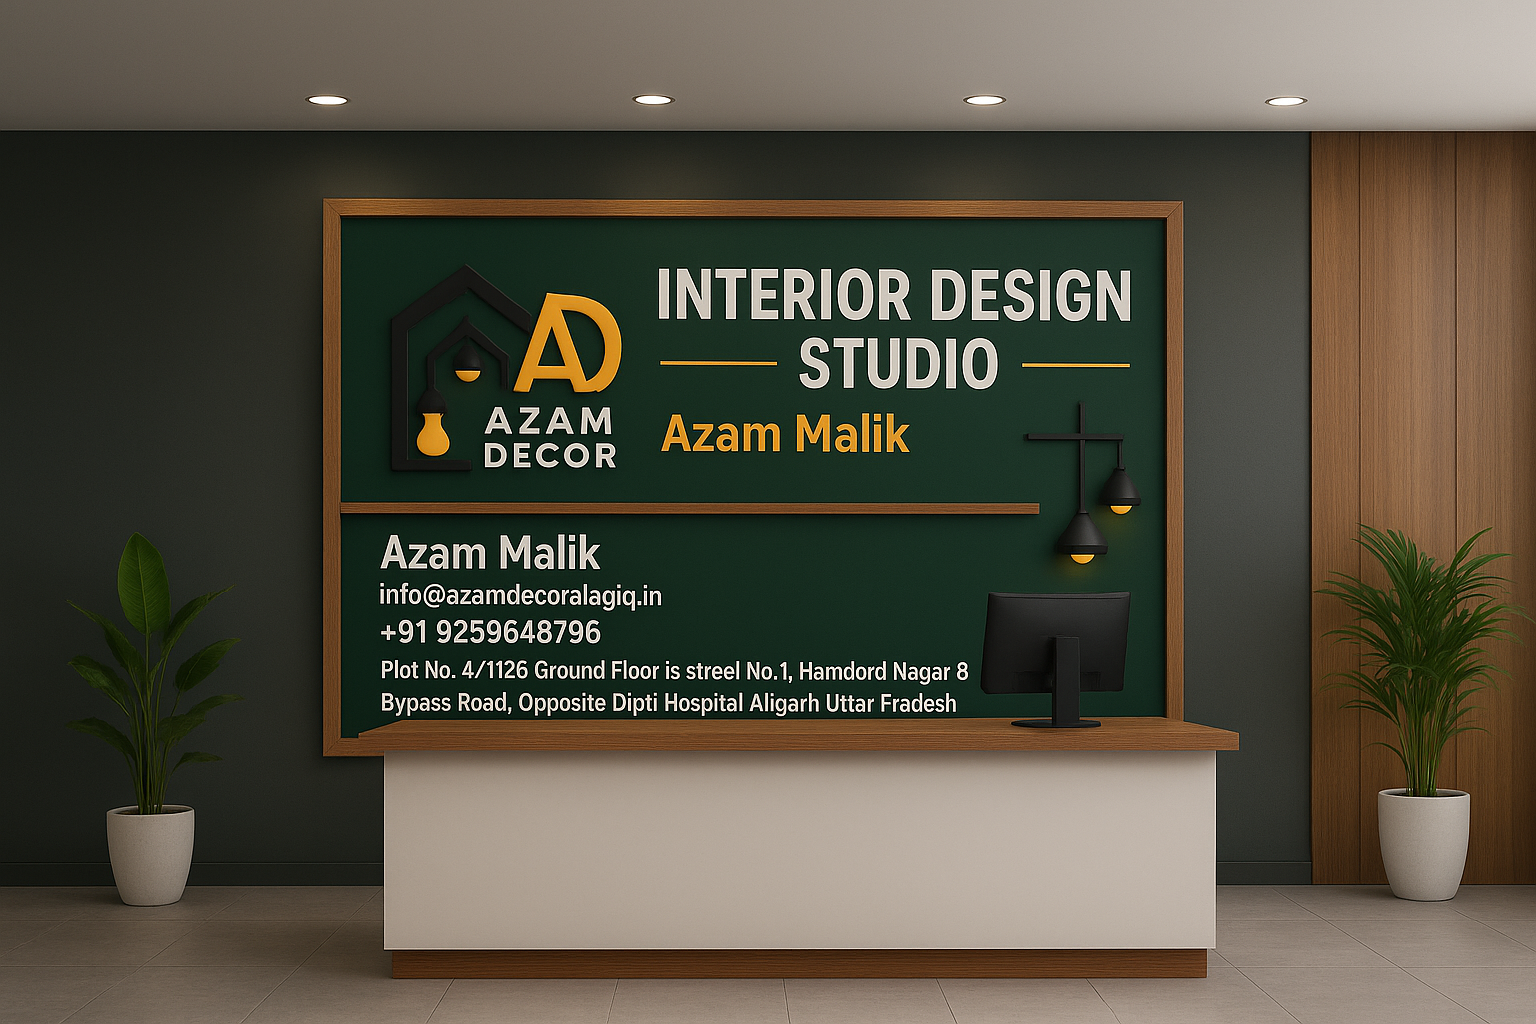 AD
AZAM
DECOR
INTERIOR DESIGN
STUDIO
Azam Malik
Azam Malik
info@azamdecoralagiq.in
+91 9259648796
Plot No. 4/1126 Ground Floor is streel No.1, Hamdord Nagar 8
Bypass Road, Opposite Dipti Hospital Aligarh Uttar Fradesh